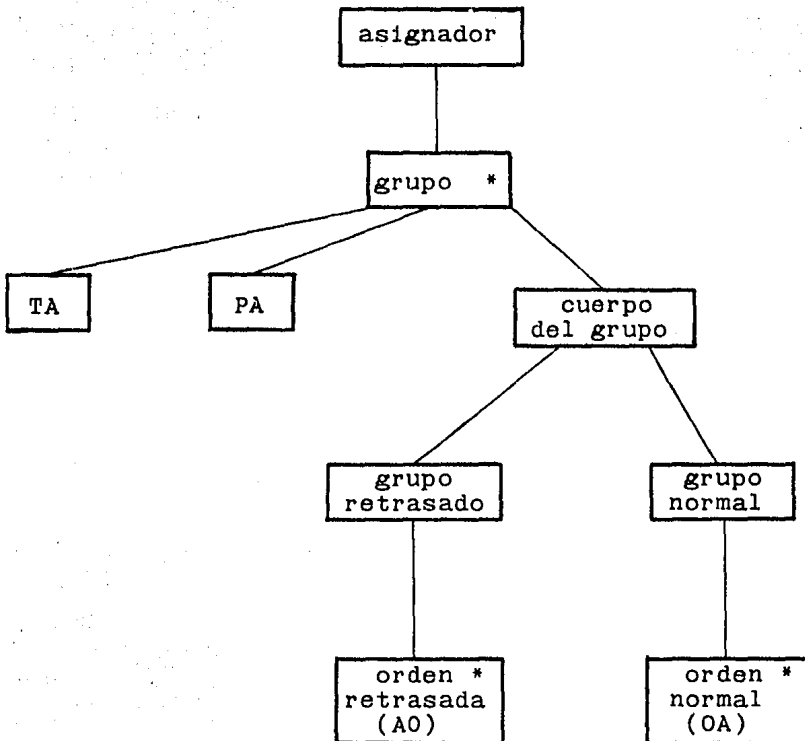 asignador
grupo *
TA
PA
cuerpo
del grupo
grupo
retrasado
grupo
normal
orden *
retrasada
(AO)
orden *
normal
(OA)